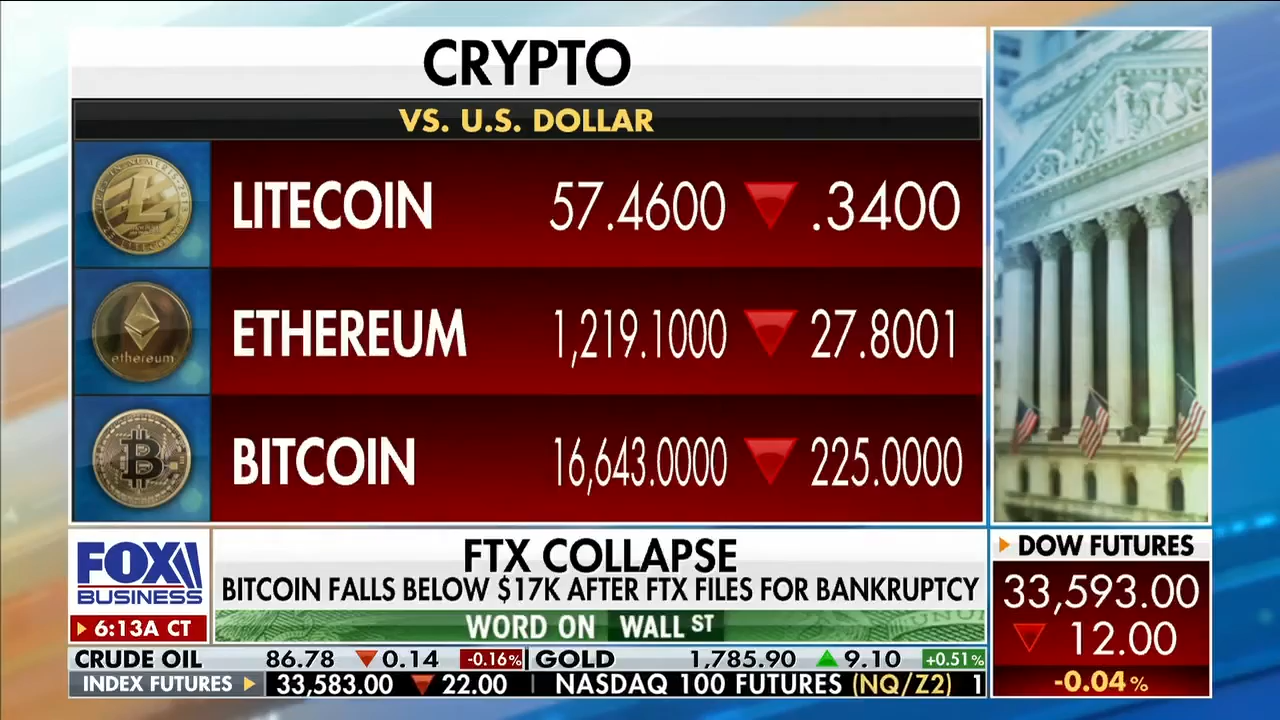 CRYPTO
VS. U.S. DOLLAR
LITECOIN 57.4600 .3400
ethereum
ETHEREUM 1,219.1000 27.8001
BITCOIN 16,643.0000 225.0000
FOX BUSINESS
6:13A CT
FTX COLLAPSE
BITCOIN FALLS BELOW $17K AFTER FTX FILES FOR BANKRUPTCY
WORD ON WALL ST
DOW FUTURES
33,593.00
12.00
-0.04%
CRUDE OIL 86.78 0.14 -0.16% GOLD 1,785.90 9.10 +0.51%
INDEX FUTURES 33,583.00 22.00 NASDAQ 100 FUTURES (NQ/Z2) 1